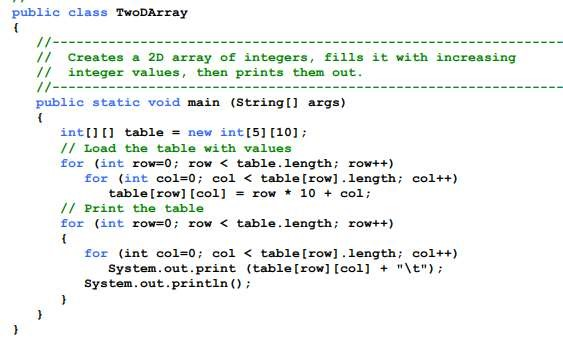 public class TwoDArray
{
//-----------------------------------------------------------------
// Creates a 2D array of integers, fills it with increasing
// integer values, then prints them out.
//-----------------------------------------------------------------
public static void main (String[] args)
{
int[][] table = new int[5][10];
// Load the table with values
for (int row=0; row < table.length; row++)
for (int col=0; col < table[row].length; col++)
table[row][col] = row * 10 + col;
// Print the table
for (int row=0; row < table.length; row++)
{
for (int col=0; col < table[row].length; col++)
System.out.print (table[row][col] + "\t");
System.out.println();
}
}
}